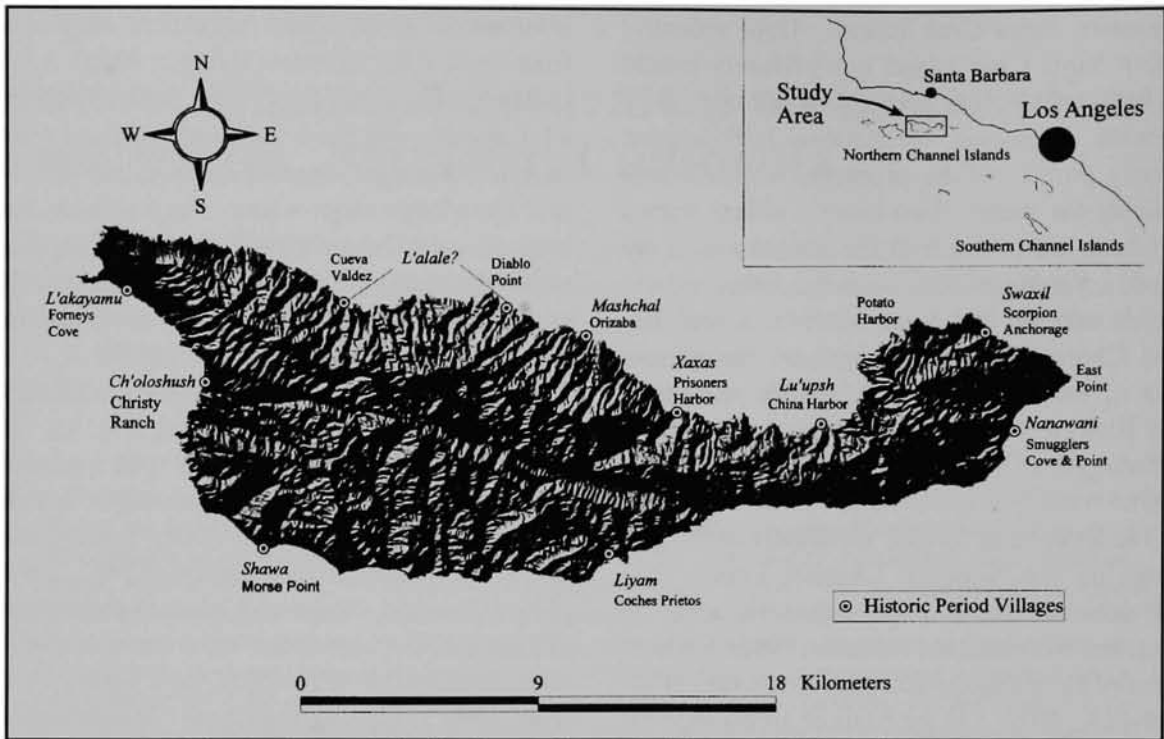 N
W
E
S
Santa Barbara
Study
Area
Los Angeles
Northern Channel Islands
Southern Channel Islands
Cueva
Valdez
L'alale?
Diablo
Point
Mashchal
Orizaba
Potato
Harbor
Swaxil
Scorpion
Anchorage
L'akayamu
Forneys
Cove
Ch'oloshush
Christy
Ranch
Xaxas
Prisoners
Harbor
Lu'upsh
China Harbor
East
Point
Nanawani
Smugglers
Cove & Point
Shawa
Morse Point
Liyam
Coches Prietos
Historic Period Villages
0 9 18 Kilometers